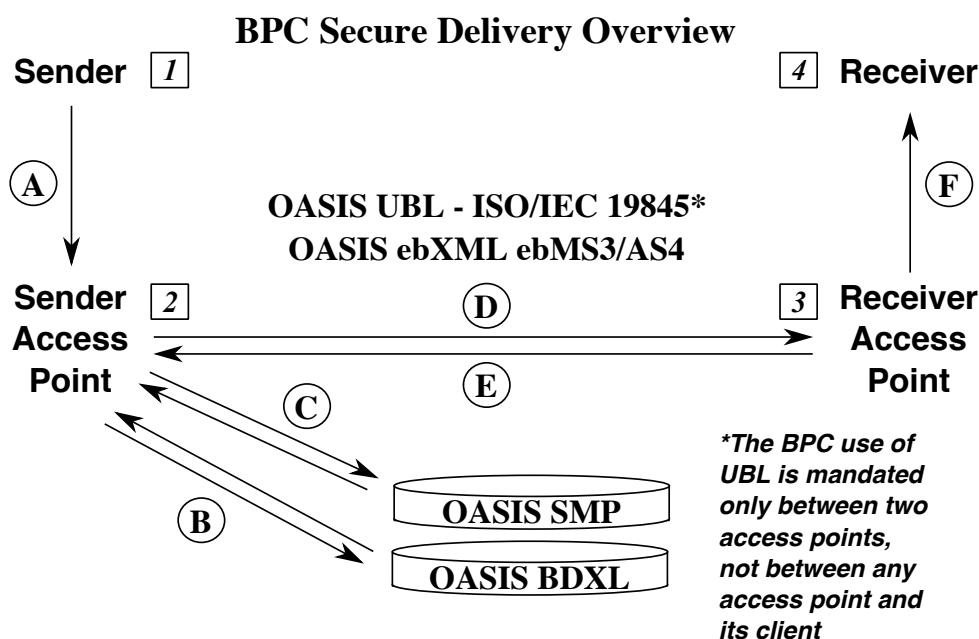 BPC Secure Delivery Overview
Sender 1
4 Receiver
A
F
OASIS UBL - ISO/IEC 19845*
OASIS ebXML ebMS3/AS4
Sender
Access
Point
2
D
3
Receiver
Access
Point
E
C
B
OASIS SMP
OASIS BDXL
*The BPC use of
UBL is mandated
only between two
access points,
not between any
access point and
its client